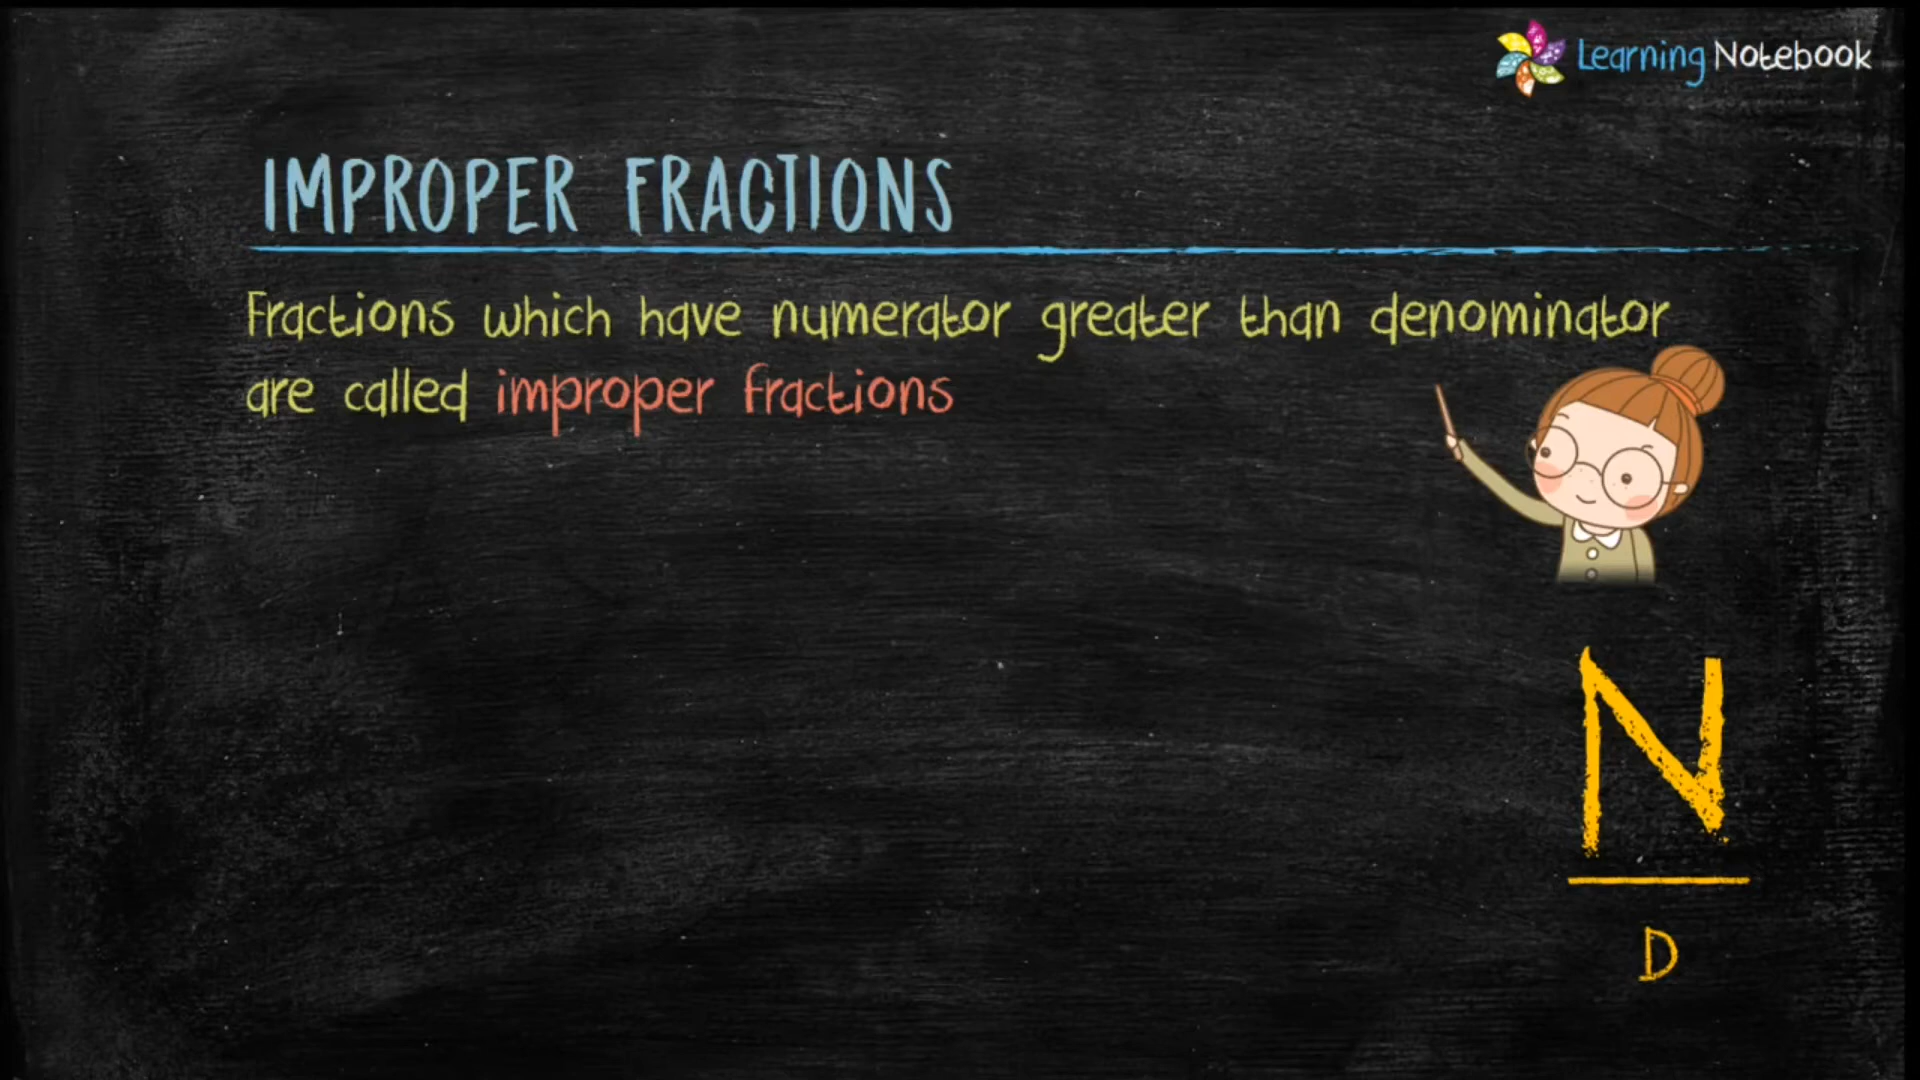 Learning Notebook
IMPROPER FRACTIONS
Fractions which have numerator greater than denominator
are called improper fractions
N
D